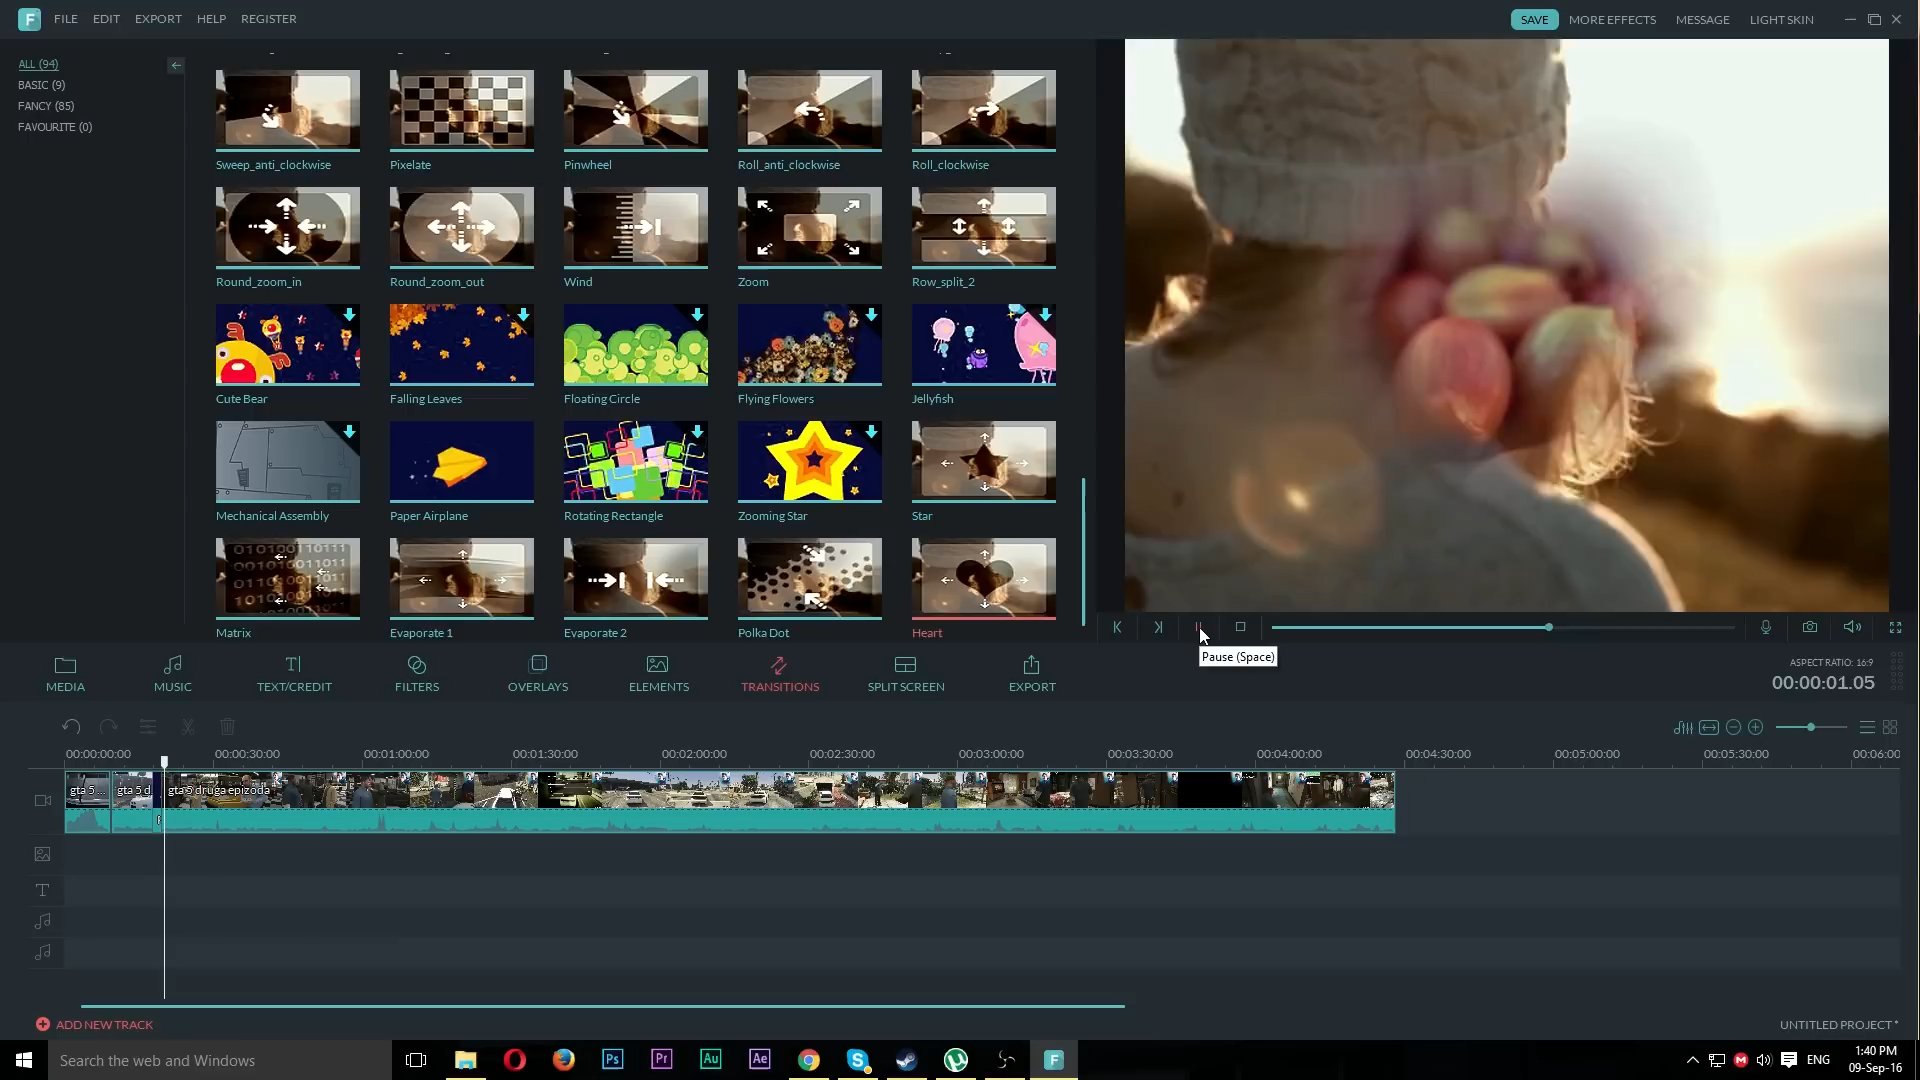 F FILE EDIT EXPORT HELP REGISTER
SAVE MORE EFFECTS MESSAGE LIGHT SKIN
ALL (94)
BASIC (9)
FANCY (85)
FAVOURITE (0)
Sweep_anti_clockwise Pixelate Pinwheel Roll_anti_clockwise Roll_clockwise
Round_zoom_in Round_zoom_out Wind Zoom Row_split_2
Cute Bear Falling Leaves Floating Circle Flying Flowers Jellyfish
Mechanical Assembly Paper Airplane Rotating Rectangle Zooming Star Star
Matrix Evaporate 1 Evaporate 2 Polka Dot Heart
Pause (Space)
MEDIA MUSIC TEXT/CREDIT FILTERS OVERLAYS ELEMENTS TRANSITIONS SPLIT SCREEN EXPORT
ASPECT RATIO: 16:9
00:00:01.05
00:00:00:00 00:00:30:00 00:01:00:00 00:01:30:00 00:02:00:00 00:02:30:00 00:03:00:00 00:03:30:00 00:04:00:00 00:04:30:00 00:05:00:00 00:05:30:00 00:06:00
gta 5 ... gta 5 d gta 5 druga epizoda
ADD NEW TRACK
UNTITLED PROJECT *
Search the web and Windows
Ps Pr Au Ae F
ENG
1:40 PM
09-Sep-16